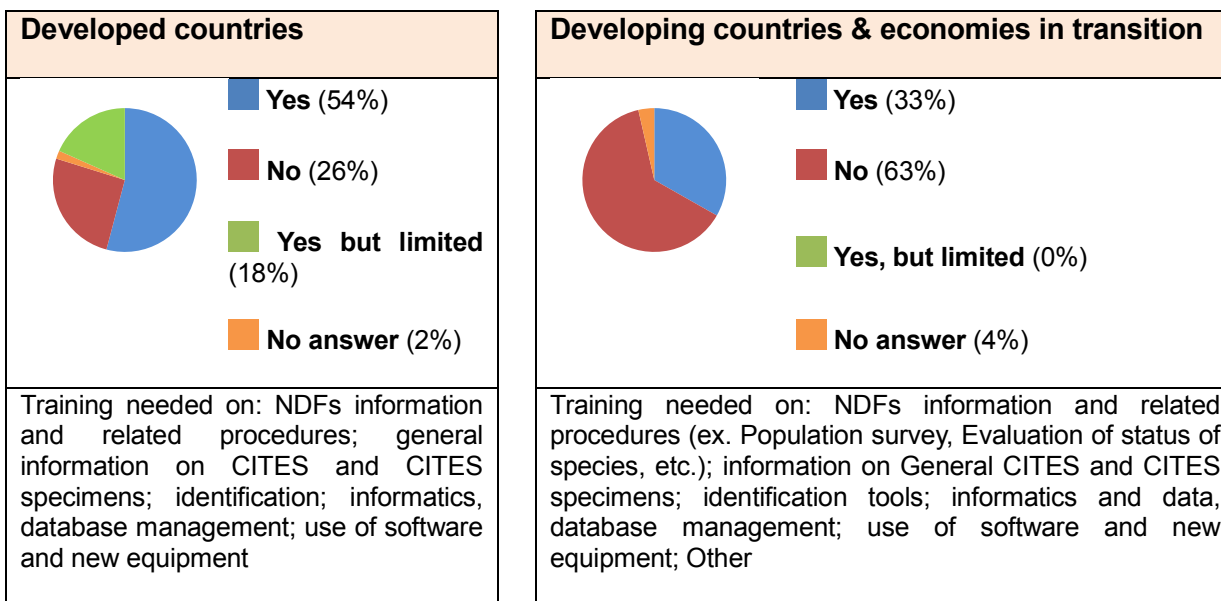 Developed countries
Yes (54%)
No (26%)
Yes but limited
(18%)
No answer (2%)
Training needed on: NDFs information
and related procedures; general
information on CITES and CITES
specimens; identification; informatics,
database management; use of software
and new equipment
Developing countries & economies in transition
Yes (33%)
No (63%)
Yes, but limited (0%)
No answer (4%)
Training needed on: NDFs information and related
procedures (ex. Population survey, Evaluation of status of
species, etc.); information on General CITES and CITES
specimens; identification tools; informatics and data,
database management; use of software and new
equipment; Other